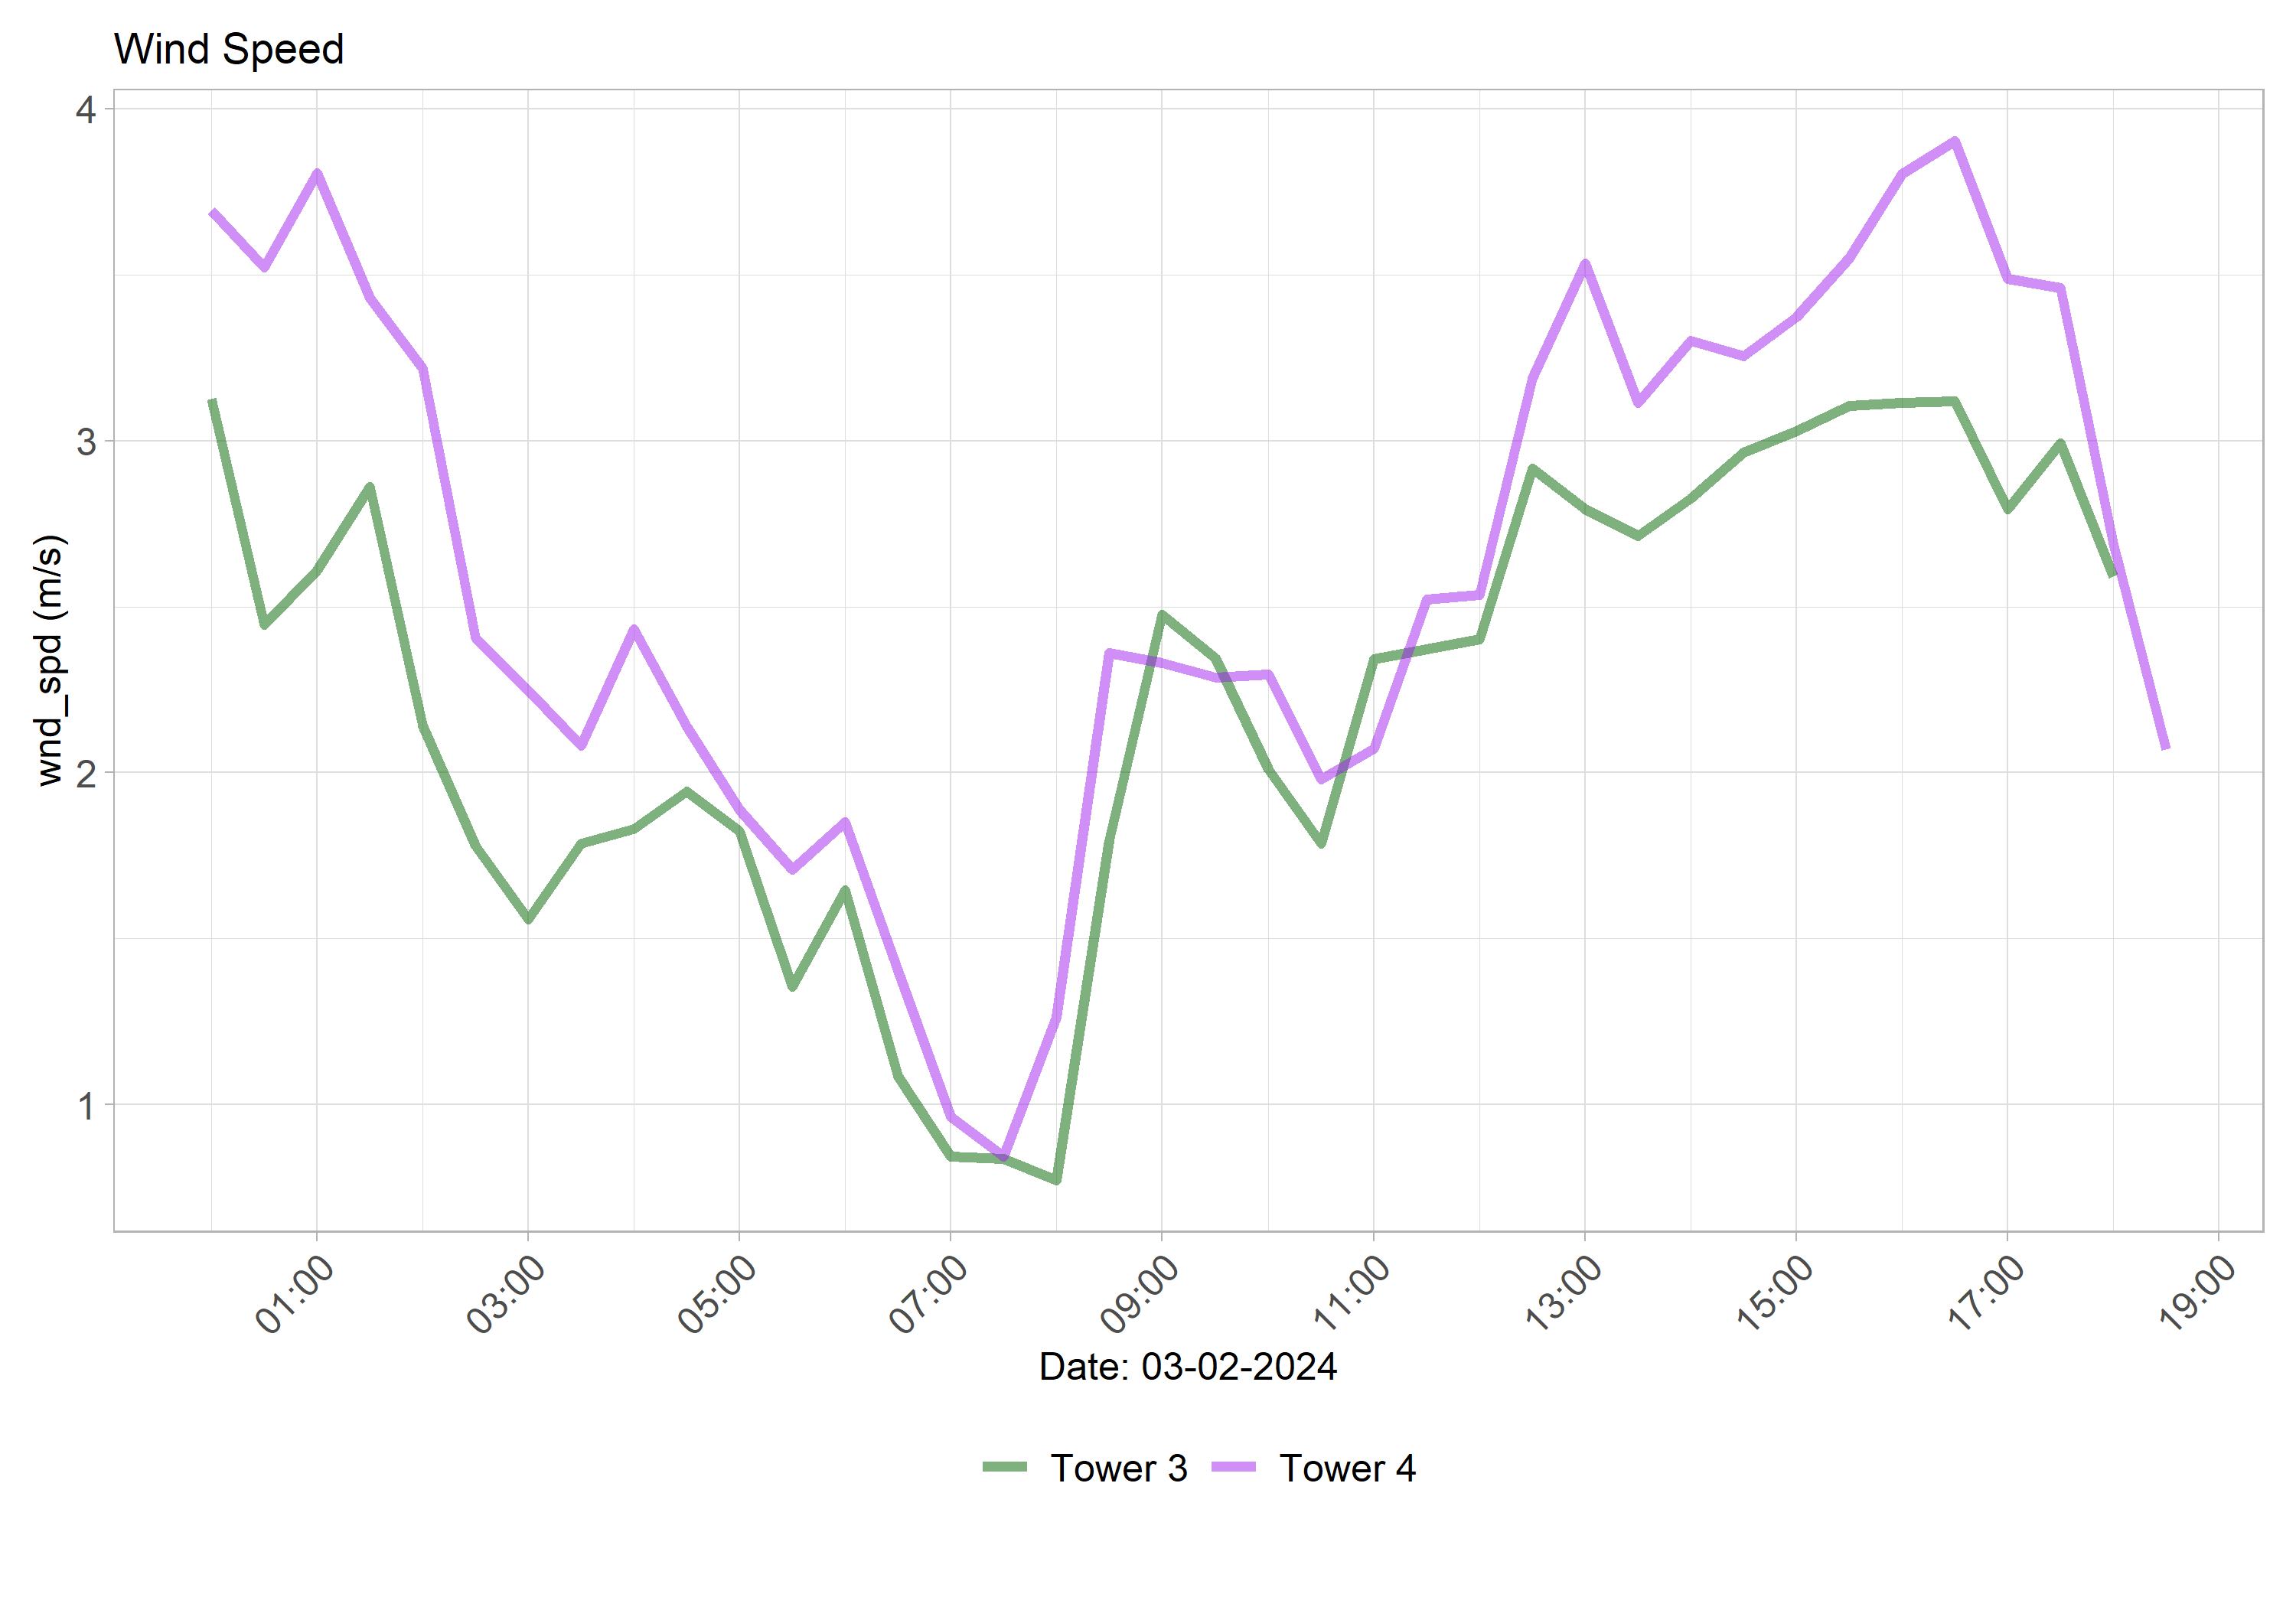 Wind Speed
4
3
2
1
wnd_spd (m/s)
01:00 03:00 05:00 07:00 09:00 11:00 13:00 15:00 17:00 19:00
Date: 03-02-2024
Tower 3 Tower 4